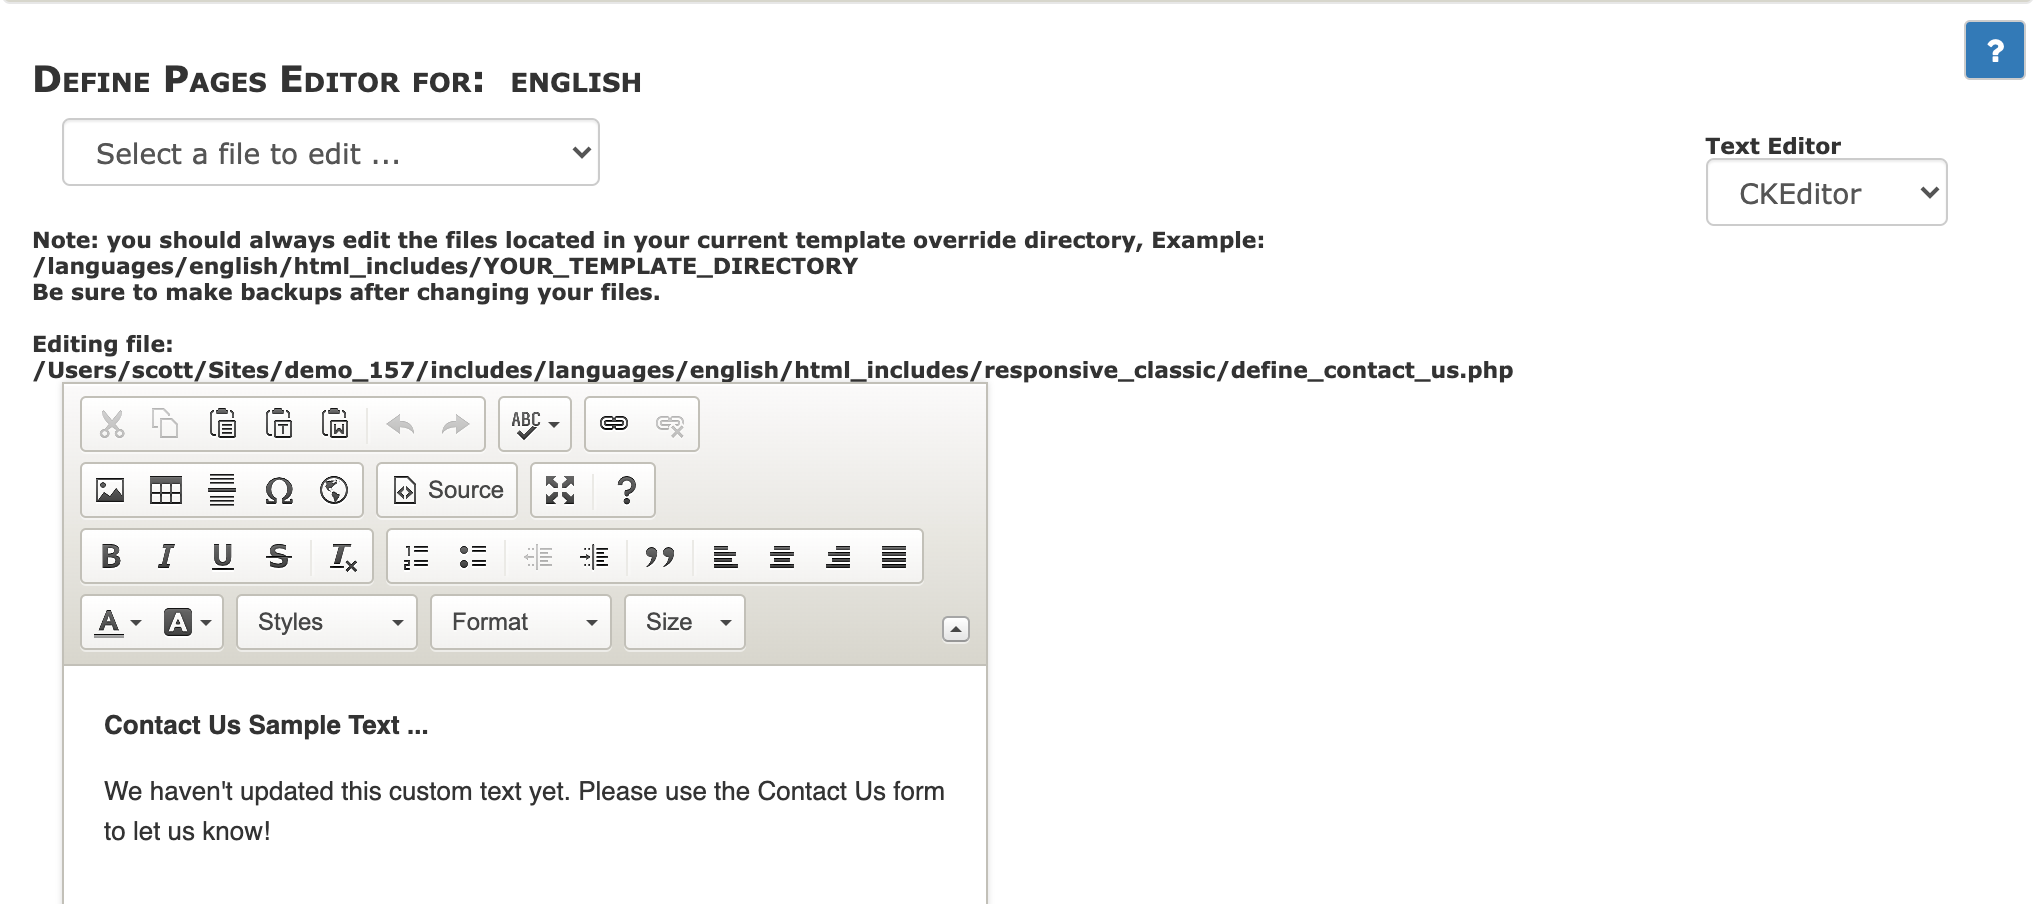 ?
Define Pages Editor for: english
Select a file to edit ...
Text Editor
CKEditor
Note: you should always edit the files located in your current template override directory, Example:
/languages/english/html_includes/YOUR_TEMPLATE_DIRECTORY
Be sure to make backups after changing your files.
Editing file:
/Users/scott/Sites/demo_157/includes/languages/english/html_includes/responsive_classic/define_contact_us.php
ABC
Ω Source ?
B I U S Tx
A A Styles Format Size
Contact Us Sample Text ...
We haven't updated this custom text yet. Please use the Contact Us form
to let us know!